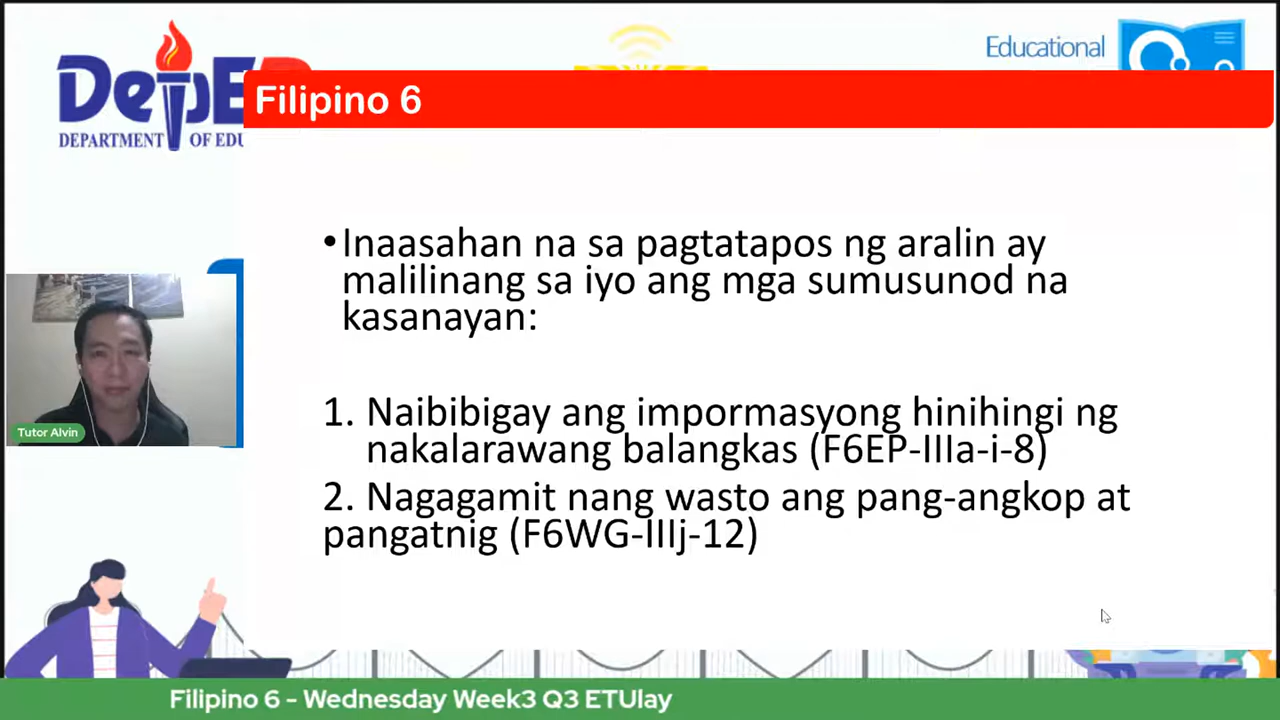 DepE
DEPARTMENT OF EDU
Educational
Filipino 6
•Inaasahan na sa pagtatapos ng aralin ay
malilinang sa iyo ang mga sumusunod na
kasanayan:
1. Naibibigay ang impormasyong hinihingi ng
nakalarawang balangkas (F6EP-IIIa-i-8)
2. Nagagamit nang wasto ang pang-angkop at
pangatnig (F6WG-IIIj-12)
Tutor Alvin
Filipino 6 - Wednesday Week3 Q3 ETUlay